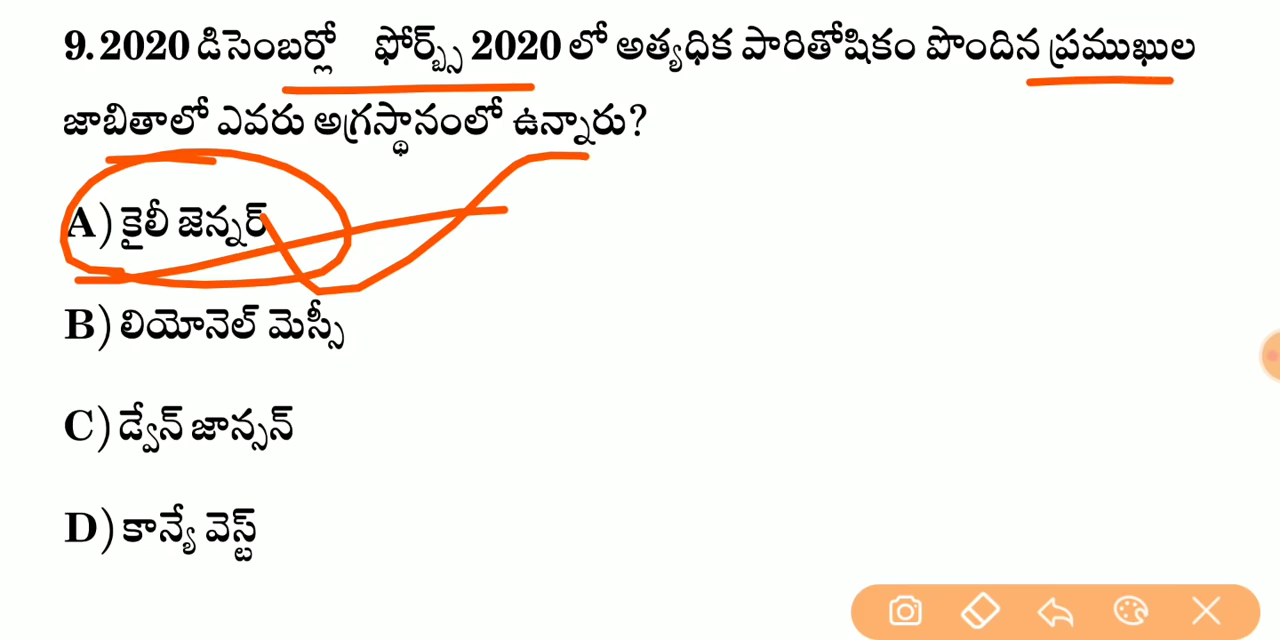 9. 2020 డిసెంబర్లో ఫోర్బ్స్ 2020 లో అత్యధిక పారితోషికం పొందిన ప్రముఖుల
జాబితాలో ఎవరు అగ్రస్థానంలో ఉన్నారు?
A) కైలీ జెన్నర్
B) లియోనెల్ మెస్సీ
C) డ్వేన్ జాన్సన్
D) కాన్యే వెస్ట్